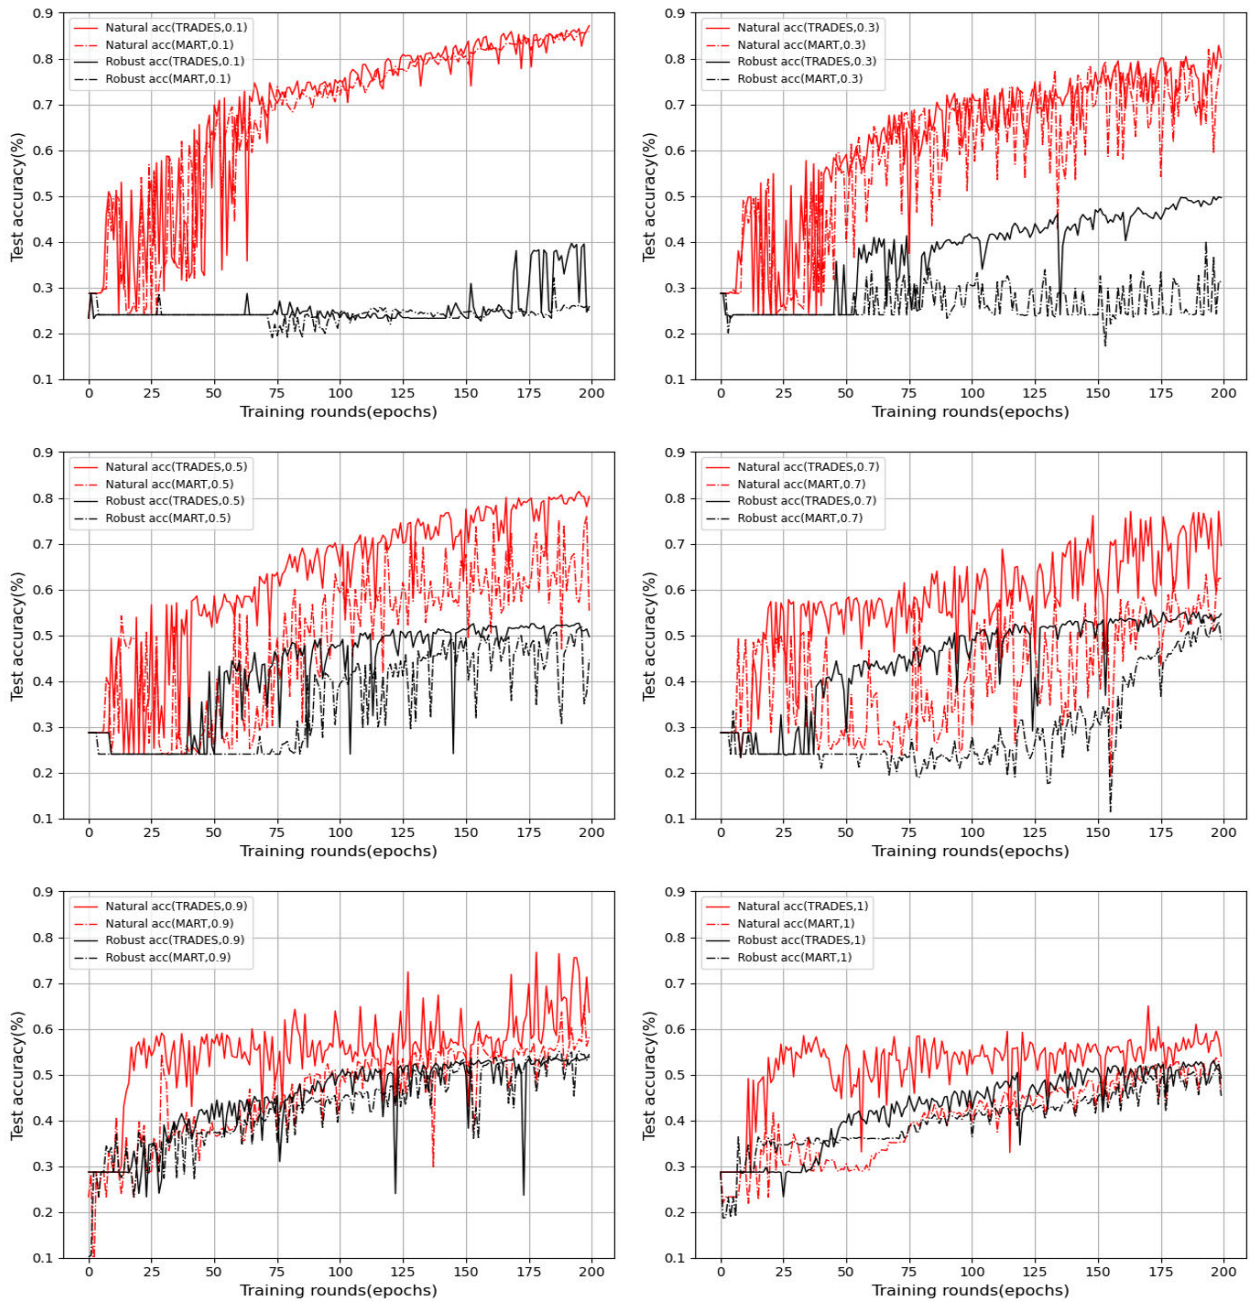 Natural acc(TRADES,0.1)
Natural acc(MART,0.1)
Robust acc(TRADES,0.1)
Robust acc(MART,0.1)
Test accuracy(%)
0.9
0.8
0.7
0.6
0.5
0.4
0.3
0.2
0.1
0 25 50 75 100 125 150 175 200
Training rounds(epochs)
Natural acc(TRADES,0.3)
Natural acc(MART,0.3)
Robust acc(TRADES,0.3)
Robust acc(MART,0.3)
Test accuracy(%)
0.9
0.8
0.7
0.6
0.5
0.4
0.3
0.2
0.1
0 25 50 75 100 125 150 175 200
Training rounds(epochs)
Natural acc(TRADES,0.5)
Natural acc(MART,0.5)
Robust acc(TRADES,0.5)
Robust acc(MART,0.5)
Test accuracy(%)
0.9
0.8
0.7
0.6
0.5
0.4
0.3
0.2
0.1
0 25 50 75 100 125 150 175 200
Training rounds(epochs)
Natural acc(TRADES,0.7)
Natural acc(MART,0.7)
Robust acc(TRADES,0.7)
Robust acc(MART,0.7)
Test accuracy(%)
0.9
0.8
0.7
0.6
0.5
0.4
0.3
0.2
0.1
0 25 50 75 100 125 150 175 200
Training rounds(epochs)
Natural acc(TRADES,0.9)
Natural acc(MART,0.9)
Robust acc(TRADES,0.9)
Robust acc(MART,0.9)
Test accuracy(%)
0.9
0.8
0.7
0.6
0.5
0.4
0.3
0.2
0.1
0 25 50 75 100 125 150 175 200
Training rounds(epochs)
Natural acc(TRADES,1)
Natural acc(MART,1)
Robust acc(TRADES,1)
Robust acc(MART,1)
Test accuracy(%)
0.9
0.8
0.7
0.6
0.5
0.4
0.3
0.2
0.1
0 25 50 75 100 125 150 175 200
Training rounds(epochs)